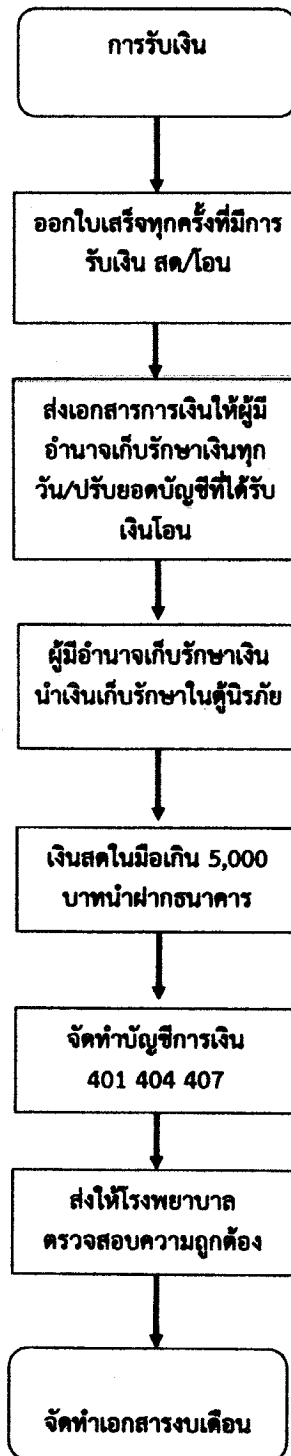 การรับเงิน
ออกใบเสร็จทุกครั้งที่มีการ
รับเงิน สด/โอน
ส่งเอกสารการเงินให้ผู้มี
อำนาจเก็บรักษาเงินทุก
วัน/ปรับยอดบัญชีที่ได้รับ
เงินโอน
ผู้มีอำนาจเก็บรักษาเงิน
นำเงินเก็บรักษาในตู้นิรภัย
เงินสดในมือเกิน 5,000
บาทนำฝากธนาคาร
จัดทำบัญชีการเงิน
401 404 407
ส่งให้โรงพยาบาล
ตรวจสอบความถูกต้อง
จัดทำเอกสารงบเดือน